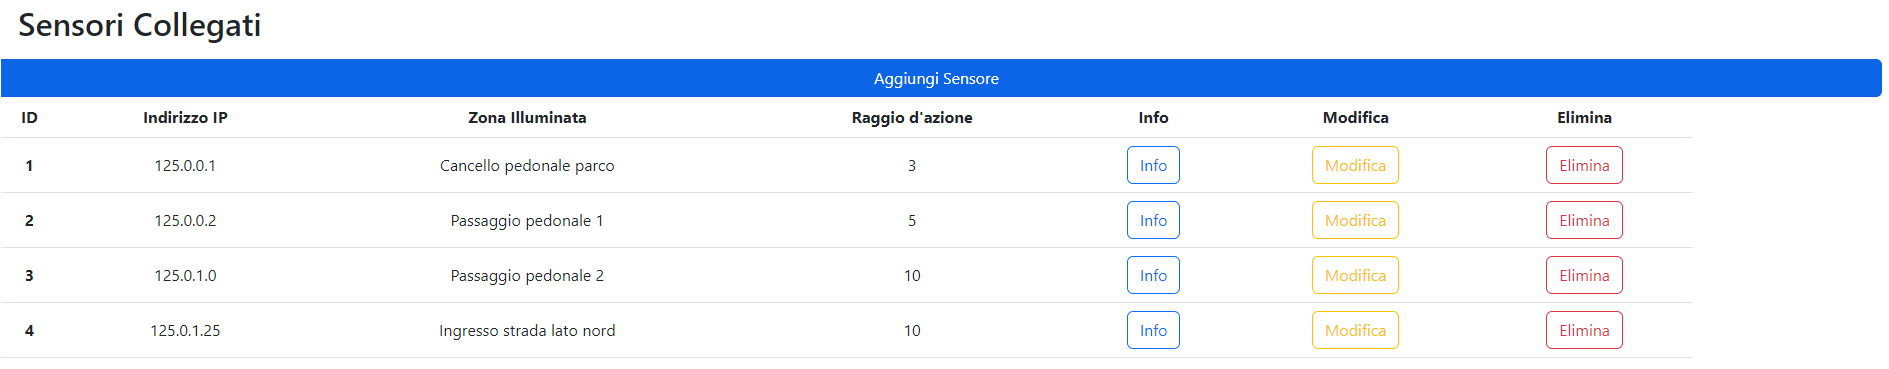 Sensori Collegati
Aggiungi Sensore
ID Indirizzo IP Zona Illuminata Raggio d'azione Info Modifica Elimina
1 125.0.0.1 Cancello pedonale parco 3 Info Modifica Elimina
2 125.0.0.2 Passaggio pedonale 1 5 Info Modifica Elimina
3 125.0.1.0 Passaggio pedonale 2 10 Info Modifica Elimina
4 125.0.1.25 Ingresso strada lato nord 10 Info Modifica Elimina